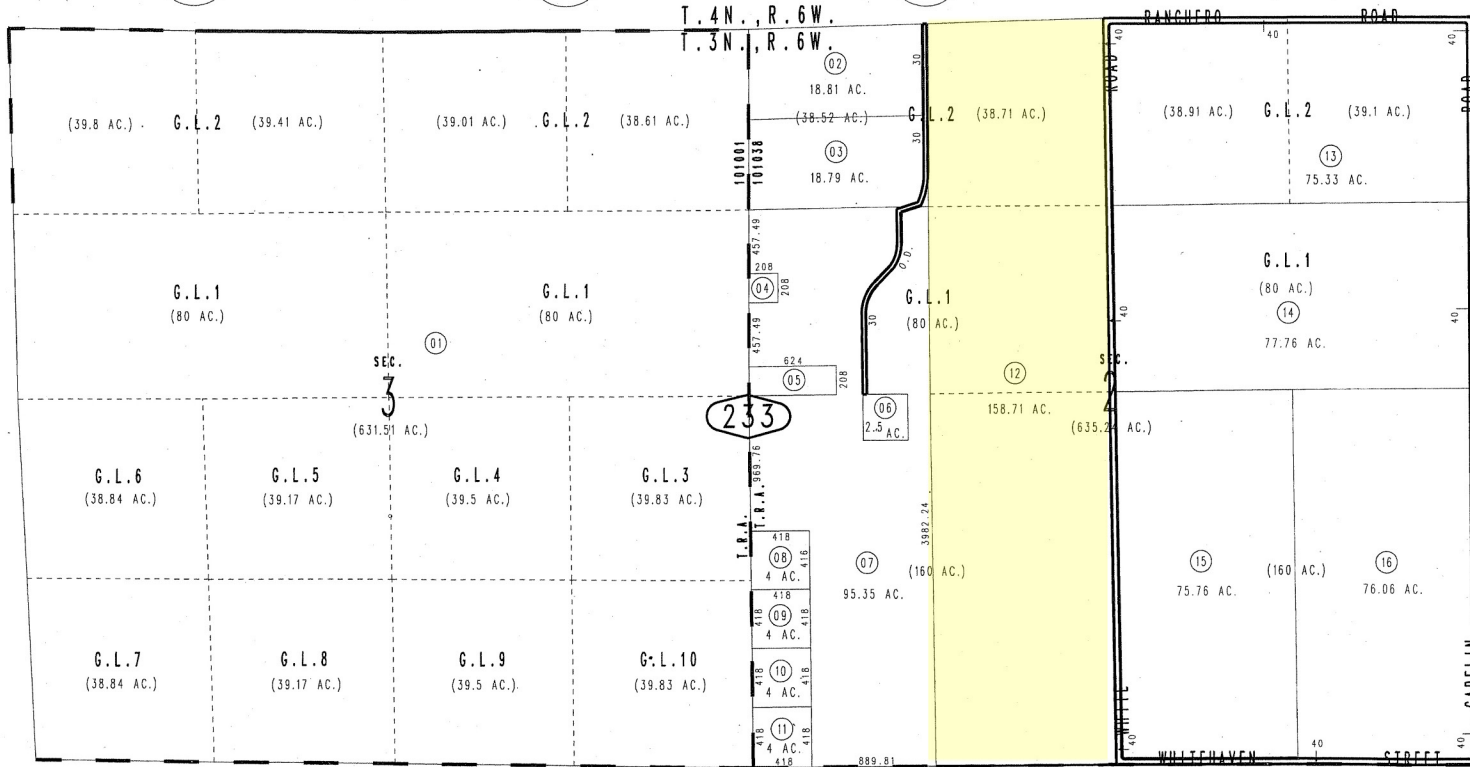 T.4N.,R.6W.
T.3N.,R.6W.
RANCHERO ROAD
40
40
40
ROAD
ROAD
(39.8 AC.)
G.L.2
(39.41 AC.)
(39.01 AC.)
G.L.2
(38.61 AC.)
101001
101038
02
18.81 AC.
(38.52 AC.)
03
18.79 AC.
30
30
G.L.2
(38.71 AC.)
(38.91 AC.)
G.L.2
(39.1 AC.)
13
75.33 AC.
G.L.1
(80 AC.)
G.L.1
(80 AC.)
01
SEC.
3
(631.51 AC.)
457.49
208
04
208
457.49
624
05
208
O.D.
30
G.L.1
(80 AC.)
06
2.5 AC.
233
12
158.71 AC.
SEC.
2
(635.24 AC.)
40
40
G.L.1
(80 AC.)
14
77.76 AC.
G.L.6
(38.84 AC.)
G.L.5
(39.17 AC.)
G.L.4
(39.5 AC.)
G.L.3
(39.83 AC.)
969.76
T.R.A.
T.R.A.
418
08
416
4 AC.
418
418
09
418
4 AC.
418
10
418
4 AC.
418
11
418
4 AC.
418
07
95.35 AC.
(160 AC.)
3982.24
889.81
15
75.76 AC.
(160 AC.)
16
76.06 AC.
G.L.7
(38.84 AC.)
G.L.8
(39.17 AC.)
G.L.9
(39.5 AC.)
G.L.10
(39.83 AC.)
WHITE
40
WHITEHAVEN
40
STREET
40